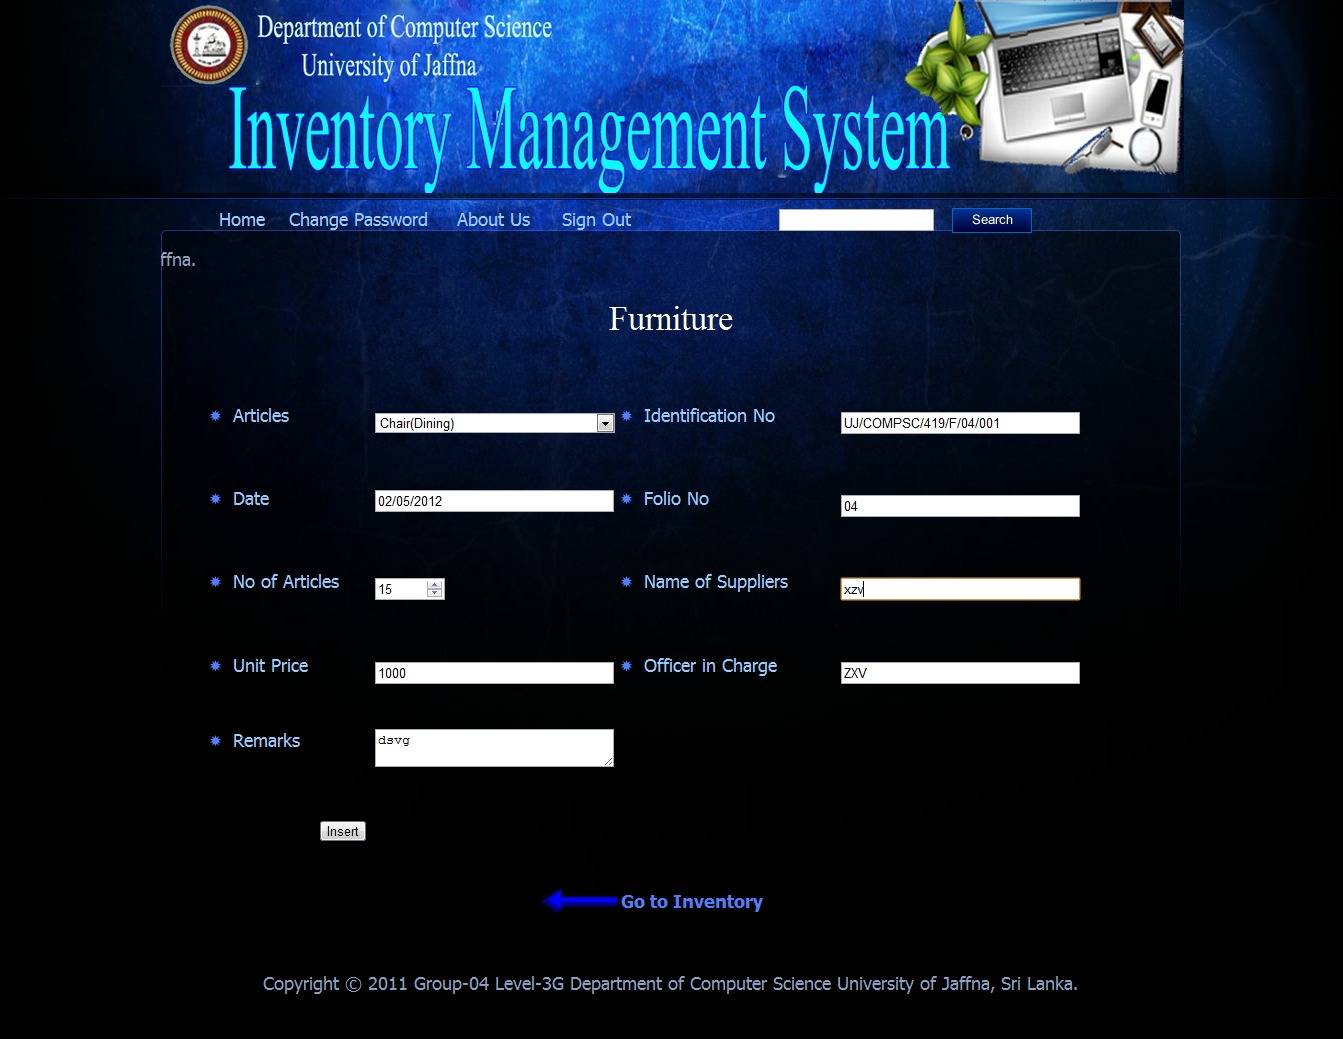 Department of Computer Science
University of Jaffna
Inventory Management System
Home Change Password About Us Sign Out Search
ffna.
Furniture
Articles Chair(Dining) Identification No UJ/COMPSC/419/F/04/001
Date 02/05/2012 Folio No 04
No of Articles 15 Name of Suppliers xzv
Unit Price 1000 Officer in Charge ZXV
Remarks dsvg
Insert
Go to Inventory
Copyright © 2011 Group-04 Level-3G Department of Computer Science University of Jaffna, Sri Lanka.